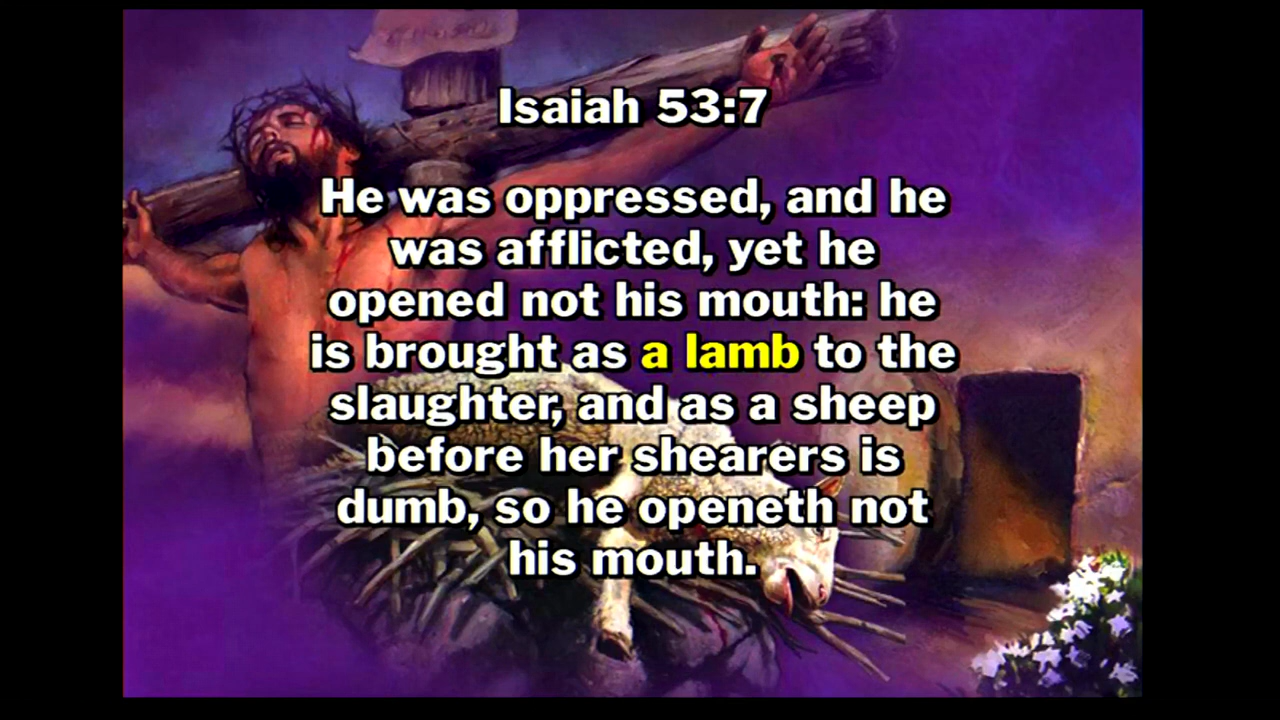 Isaiah 53:7
He was oppressed, and he
was afflicted, yet he
opened not his mouth: he
is brought as a lamb to the
slaughter, and as a sheep
before her shearers is
dumb, so he openeth not
his mouth.